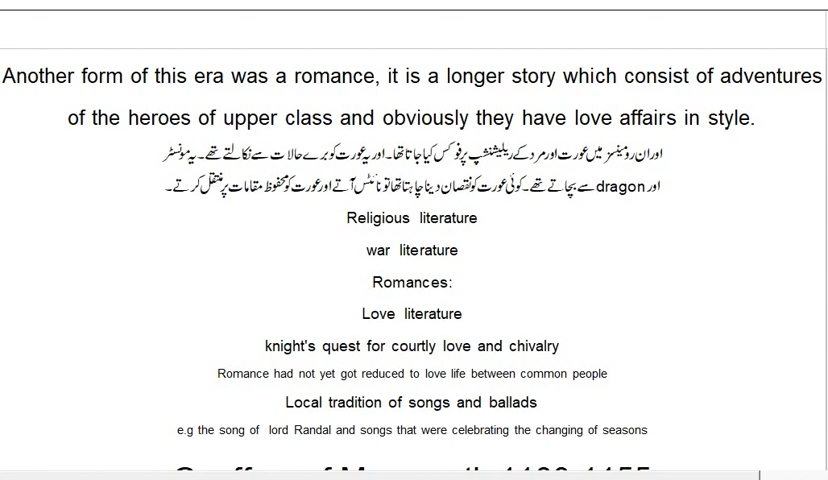 Another form of this era was a romance, it is a longer story which consist of adventures
of the heroes of upper class and obviously they have love affairs in style.
اور ان رومینسز میں عورت اور مرد کے ریلیشنشپ پر فوکس کیا جاتا تھا۔ اور یہ عورت کو برے حالات سے نکالتے تھے۔ یہ مونسٹر
اور dragon سے بچاتے تھے۔ کوئی عورت کو نقصان دینا چاہتا تھا تو نائٹس آتے اور عورت کو محفوظ مقامات پر منتقل کرتے۔
Religious literature
war literature
Romances:
Love literature
knight's quest for courtly love and chivalry
Romance had not yet got reduced to love life between common people
Local tradition of songs and ballads
e.g the song of lord Randal and songs that were celebrating the changing of seasons